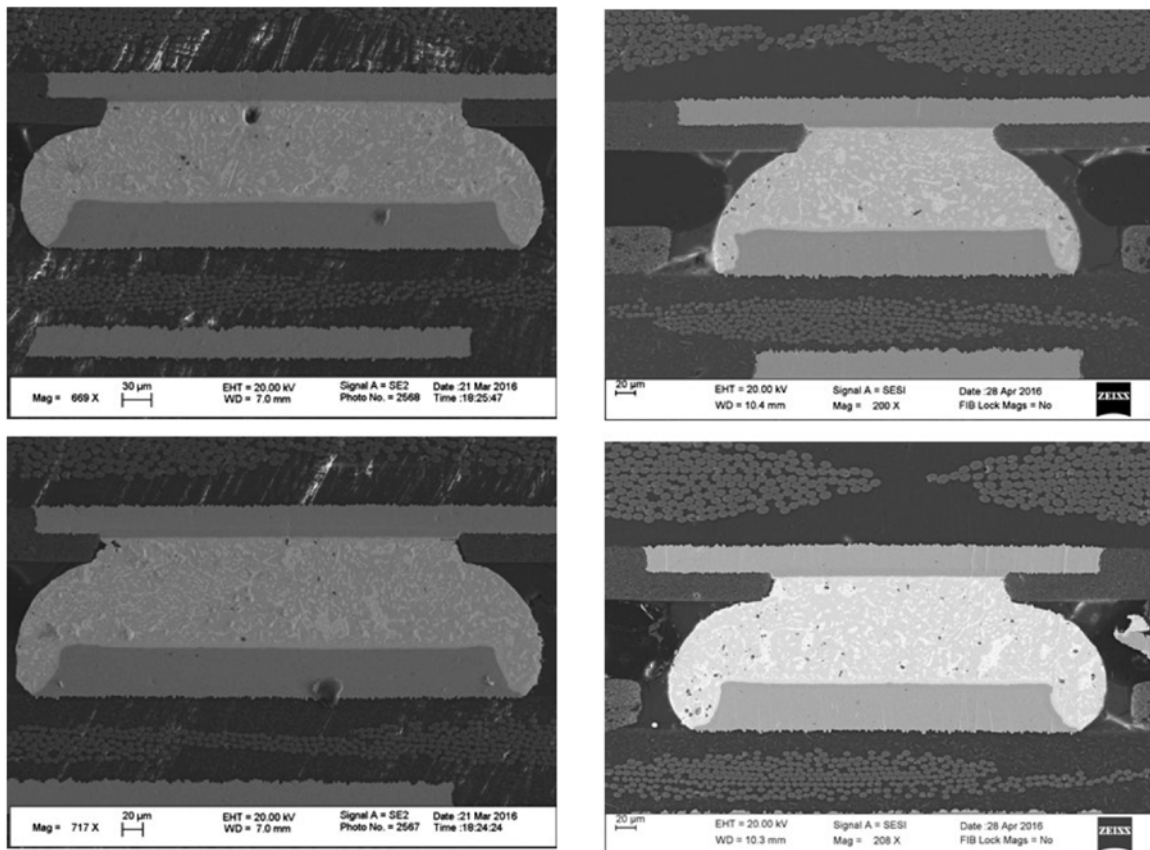 Mag = 669 X
30 µm
EHT = 20.00 kV
WD = 7.0 mm
Signal A = SE2
Photo No. = 2568
Date :21 Mar 2016
Time :18:25:47
20 µm
EHT = 20.00 kV
WD = 10.4 mm
Signal A = SESI
Mag = 200 X
Date :28 Apr 2016
FIB Lock Mags = No
ZEISS
Mag = 717 X
20 µm
EHT = 20.00 kV
WD = 7.0 mm
Signal A = SE2
Photo No. = 2567
Date :21 Mar 2016
Time :18:24:24
20 µm
EHT = 20.00 kV
WD = 10.3 mm
Signal A = SESI
Mag = 208 X
Date :28 Apr 2016
FIB Lock Mags = No
ZEISS